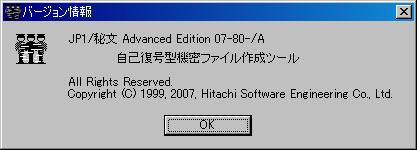 バージョン情報
JP1/秘文 Advanced Edition 07-80-/A
自己復号型機密ファイル作成ツール
All Rights Reserved.
Copyright (C) 1999, 2007, Hitachi Software Engineering Co., Ltd.
OK